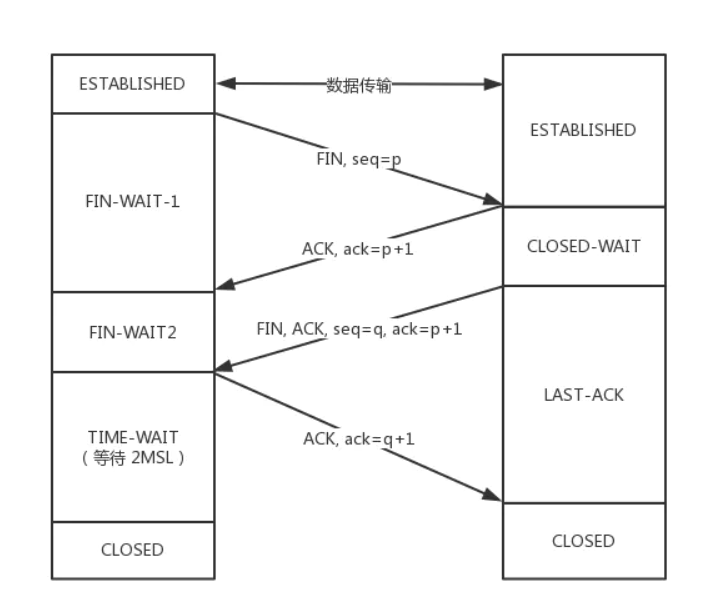 ESTABLISHED
数据传输
ESTABLISHED
FIN, seq=p
FIN-WAIT-1
ACK, ack=p+1
CLOSED-WAIT
FIN-WAIT2
FIN, ACK, seq=q, ack=p+1
LAST-ACK
TIME-WAIT
（等待 2MSL）
ACK, ack=q+1
CLOSED
CLOSED